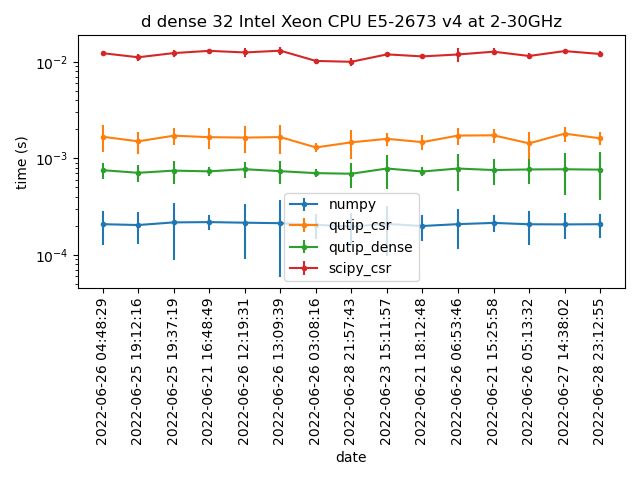 d dense 32 Intel Xeon CPU E5-2673 v4 at 2-30GHz
time (s)
10⁻²
10⁻³
10⁻⁴
numpy
qutip_csr
qutip_dense
scipy_csr
2022-06-26 04:48:29
2022-06-25 19:12:16
2022-06-25 19:37:19
2022-06-21 16:48:49
2022-06-26 12:19:31
2022-06-26 13:09:39
2022-06-26 03:08:16
2022-06-28 21:57:43
2022-06-23 15:11:57
2022-06-21 18:12:48
2022-06-26 06:53:46
2022-06-21 15:25:58
2022-06-26 05:13:32
2022-06-27 14:38:02
2022-06-28 23:12:55
date